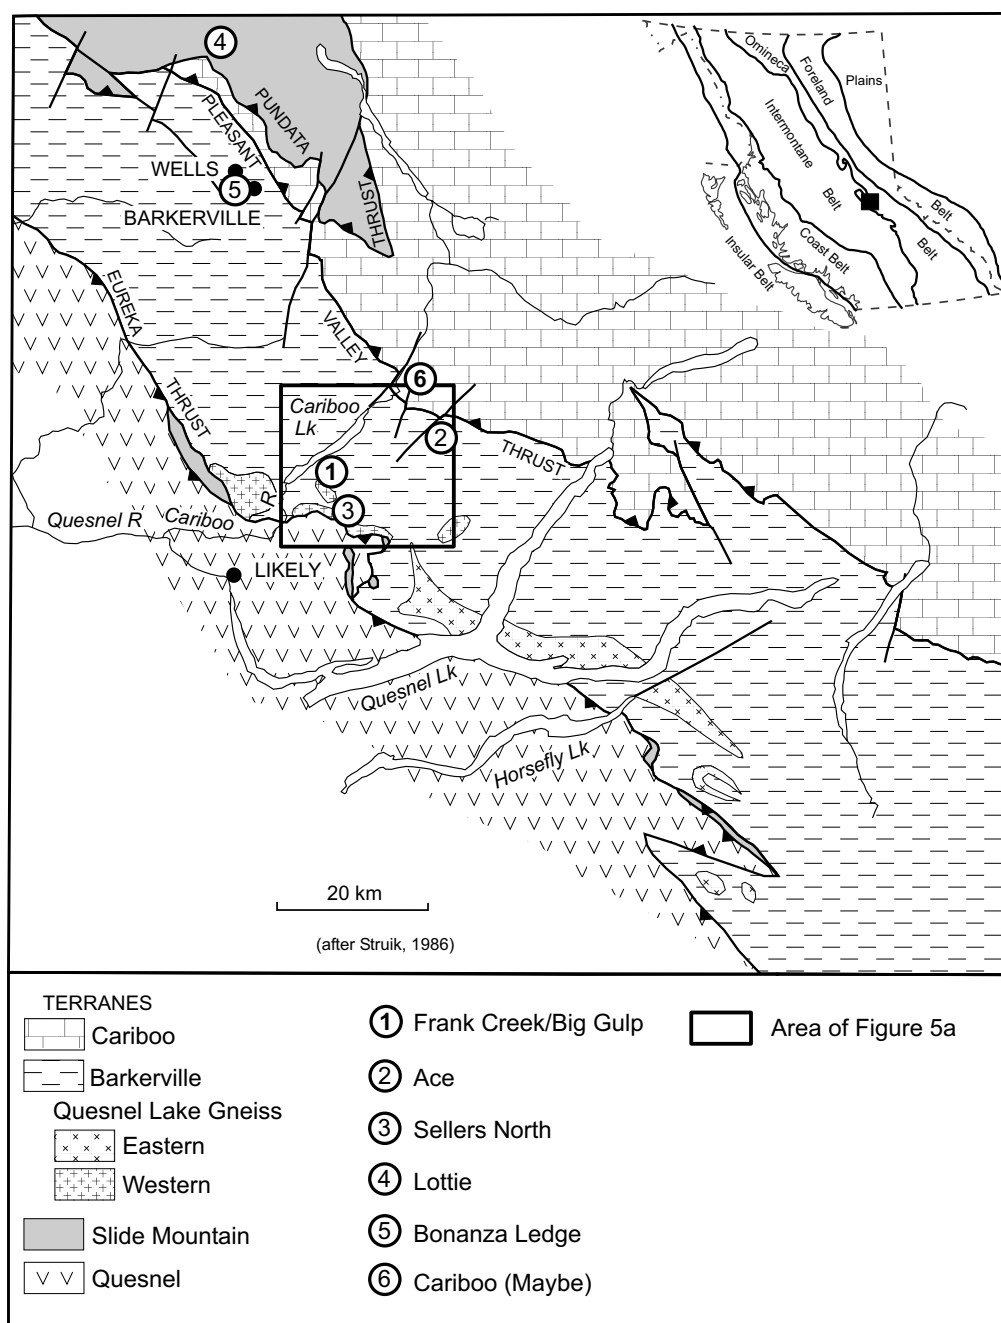 4
PLEASANT
PUNDATA
THRUST
WELLS
5
BARKERVILLE
EUREKA
THRUST
VALLEY
THRUST
6
Cariboo
Lk
2
1
3
R
Quesnel R
Cariboo
LIKELY
Quesnel Lk
Horsefly Lk
Omineca
Foreland
Plains
Intermontane
Belt
Belt
Belt
Coast Belt
Insular Belt
20 km
(after Struik, 1986)
TERRANES
Cariboo
Barkerville
Quesnel Lake Gneiss
Eastern
Western
Slide Mountain
Quesnel
1 Frank Creek/Big Gulp
2 Ace
3 Sellers North
4 Lottie
5 Bonanza Ledge
6 Cariboo (Maybe)
Area of Figure 5a